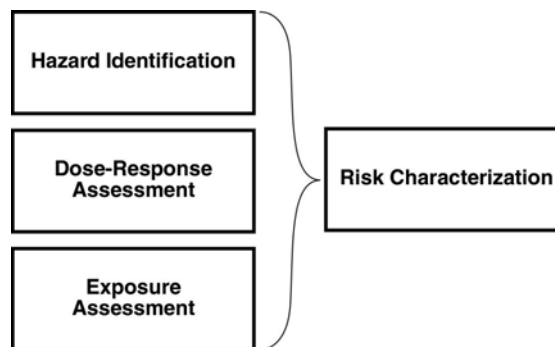 Hazard Identification
Dose-Response
Assessment
Risk Characterization
Exposure
Assessment